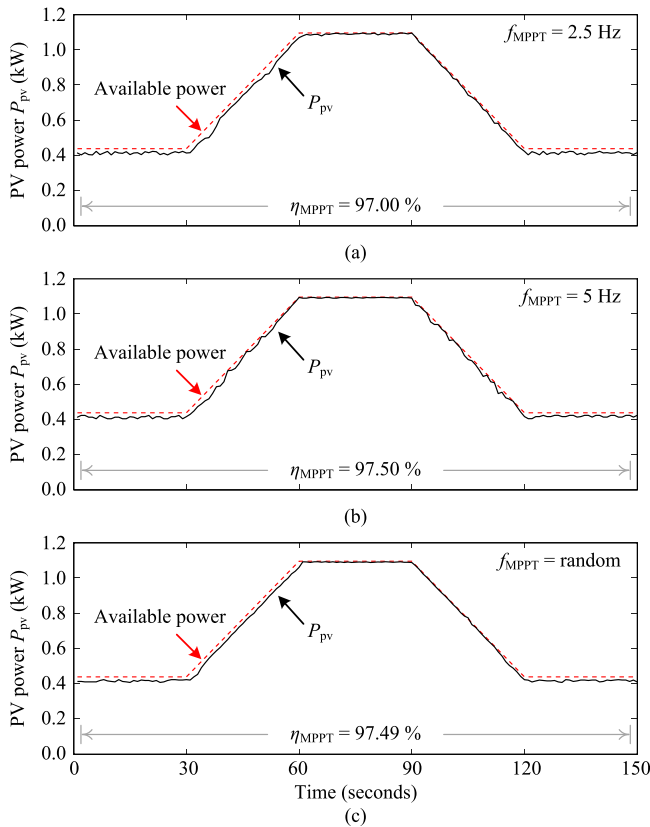 1.2
1.0
0.8
0.6
0.4
0.2
0.0
PV power Ppv (kW)
fMPPT = 2.5 Hz
Available power
Ppv
ηMPPT = 97.00 %
(a)
1.2
1.0
0.8
0.6
0.4
0.2
0.0
PV power Ppv (kW)
fMPPT = 5 Hz
Available power
Ppv
ηMPPT = 97.50 %
(b)
1.2
1.0
0.8
0.6
0.4
0.2
0.0
PV power Ppv (kW)
fMPPT = random
Available power
Ppv
ηMPPT = 97.49 %
0 30 60 90 120 150
Time (seconds)
(c)